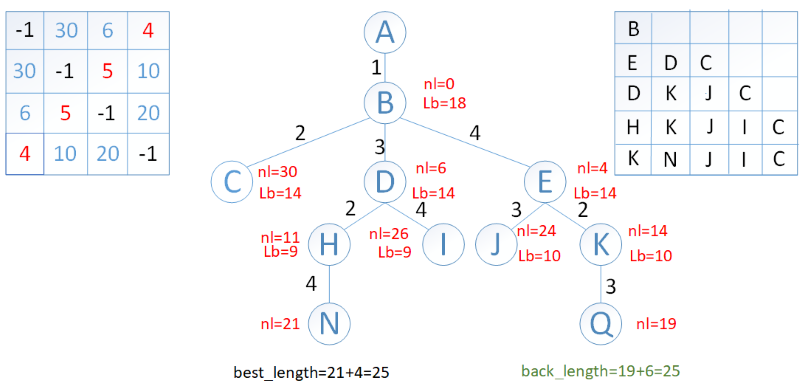 -1 30 6 4
30 -1 5 10
6 5 -1 20
4 10 20 -1
A
1
B
nl=0
Lb=18
2
3
4
C
nl=30
Lb=14
D
nl=6
Lb=14
E
nl=4
Lb=14
2
4
3
2
nl=11
Lb=9
H
nl=26
Lb=9
I
J
nl=24
Lb=10
K
nl=14
Lb=10
4
3
nl=21
N
Q
nl=19
best_length=21+4=25
back_length=19+6=25
B
E D C
D K J C
H K J I C
K N J I C